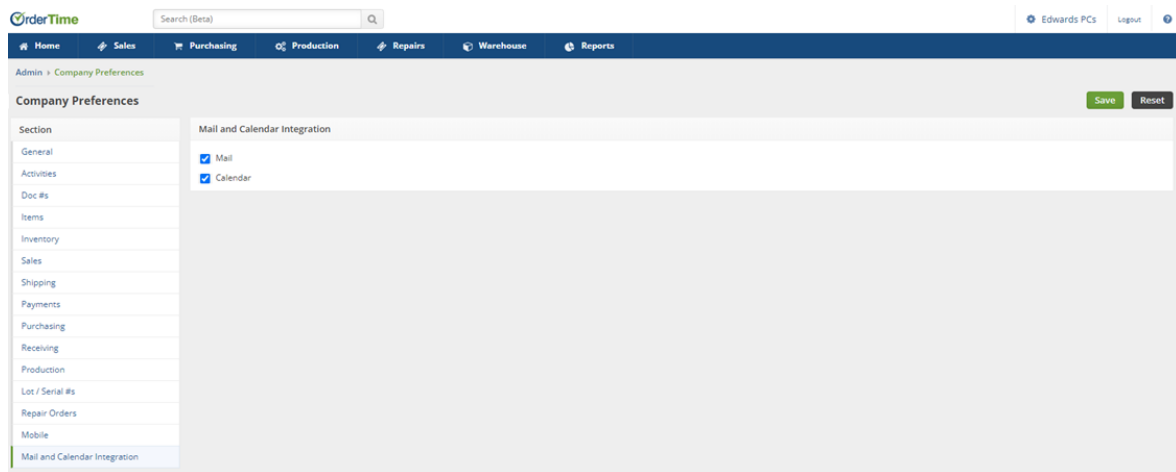 OrderTime
Search (Beta)
Edwards PCs
Logout
Home
Sales
Purchasing
Production
Repairs
Warehouse
Reports
Admin › Company Preferences
Company Preferences
Save
Reset
Section
General
Activities
Doc #s
Items
Inventory
Sales
Shipping
Payments
Purchasing
Receiving
Production
Lot / Serial #s
Repair Orders
Mobile
Mail and Calendar Integration
Mail and Calendar Integration
Mail
Calendar